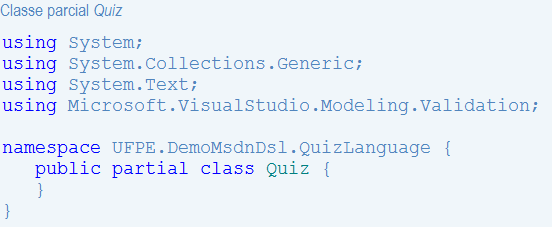 Classe parcial Quiz
using System;
using System.Collections.Generic;
using System.Text;
using Microsoft.VisualStudio.Modeling.Validation;
namespace UFPE.DemoMsdnDsl.QuizLanguage {
   public partial class Quiz {
   }
}